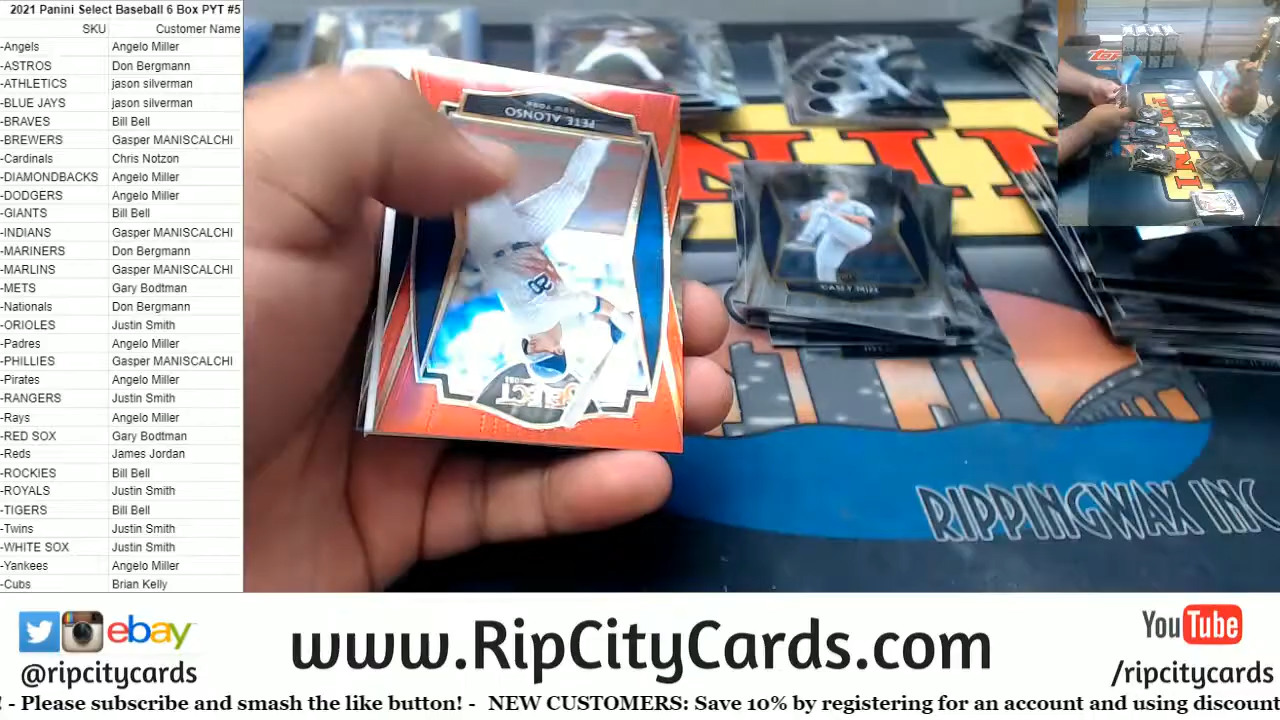 2021 Panini Select Baseball 6 Box PYT #5
SKU Customer Name
-Angels Angelo Miller
-ASTROS Don Bergmann
-ATHLETICS jason silverman
-BLUE JAYS jason silverman
-BRAVES Bill Bell
-BREWERS Gasper MANISCALCHI
-Cardinals Chris Notzon
-DIAMONDBACKS Angelo Miller
-DODGERS Angelo Miller
-GIANTS Bill Bell
-INDIANS Gasper MANISCALCHI
-MARINERS Don Bergmann
-MARLINS Gasper MANISCALCHI
-METS Gary Bodtman
-Nationals Don Bergmann
-ORIOLES Justin Smith
-Padres Angelo Miller
-PHILLIES Gasper MANISCALCHI
-Pirates Angelo Miller
-RANGERS Justin Smith
-Rays Angelo Miller
-RED SOX Gary Bodtman
-Reds James Jordan
-ROCKIES Bill Bell
-ROYALS Justin Smith
-TIGERS Bill Bell
-Twins Justin Smith
-WHITE SOX Justin Smith
-Yankees Angelo Miller
-Cubs Brian Kelly
NEW YORK
PETE ALONSO
SELECT
CASEY MIZE
RIPPINGWAX INC
ebay
@ripcitycards
www.RipCityCards.com
YouTube
/ripcitycards
! - Please subscribe and smash the like button! - NEW CUSTOMERS: Save 10% by registering for an account and using discount